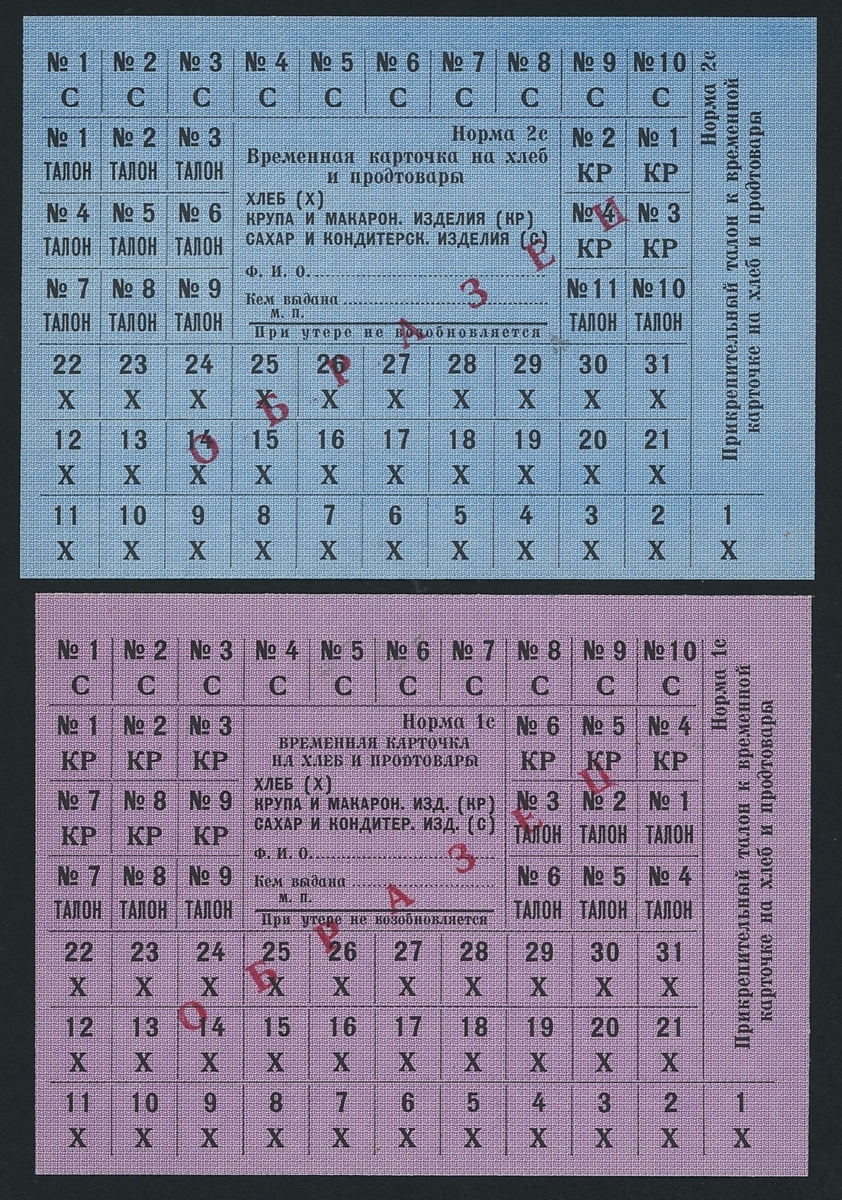 № 1 № 2 № 3 № 4 № 5 № 6 № 7 № 8 № 9 № 10
С С С С С С С С С С
№ 1 № 2 № 3
ТАЛОН ТАЛОН ТАЛОН
№ 4 № 5 № 6
ТАЛОН ТАЛОН ТАЛОН
№ 7 № 8 № 9
ТАЛОН ТАЛОН ТАЛОН
Норма 2с
Временная карточка на хлеб
и продтовары
ХЛЕБ (Х)
КРУПА И МАКАРОН. ИЗДЕЛИЯ (КР)
САХАР И КОНДИТЕРСК. ИЗДЕЛИЯ (С)
Ф. И. О.
Кем выдана
м. п.
При утере не возобновляется
№ 2 № 1
КР КР
№ 4 № 3
КР КР
№ 11 № 10
ТАЛОН ТАЛОН
22 23 24 25 26 27 28 29 30 31
Х Х Х Х Х Х Х Х Х Х
12 13 14 15 16 17 18 19 20 21
Х Х Х Х Х Х Х Х Х Х
11 10 9 8 7 6 5 4 3 2 1
Х Х Х Х Х Х Х Х Х Х Х
Норма 2с
Прикрепительный талон к временной
карточке на хлеб и продтовары
ОБРАЗЕЦ
№ 1 № 2 № 3 № 4 № 5 № 6 № 7 № 8 № 9 № 10
С С С С С С С С С С
№ 1 № 2 № 3
КР КР КР
№ 7 № 8 № 9
КР КР КР
№ 7 № 8 № 9
ТАЛОН ТАЛОН ТАЛОН
Норма 1с
ВРЕМЕННАЯ КАРТОЧКА
НА ХЛЕБ И ПРОДТОВАРЫ
ХЛЕБ (Х)
КРУПА И МАКАРОН. ИЗД. (КР)
САХАР И КОНДИТЕР. ИЗД. (С)
Ф. И. О.
Кем выдана
м. п.
При утере не возобновляется
№ 6 № 5 № 4
КР КР КР
№ 3 № 2 № 1
ТАЛОН ТАЛОН ТАЛОН
№ 6 № 5 № 4
ТАЛОН ТАЛОН ТАЛОН
22 23 24 25 26 27 28 29 30 31
Х Х Х Х Х Х Х Х Х Х
12 13 14 15 16 17 18 19 20 21
Х Х Х Х Х Х Х Х Х Х
11 10 9 8 7 6 5 4 3 2 1
Х Х Х Х Х Х Х Х Х Х Х
Норма 1с
Прикрепительный талон к временной
карточке на хлеб и продтовары
ОБРАЗЕЦ